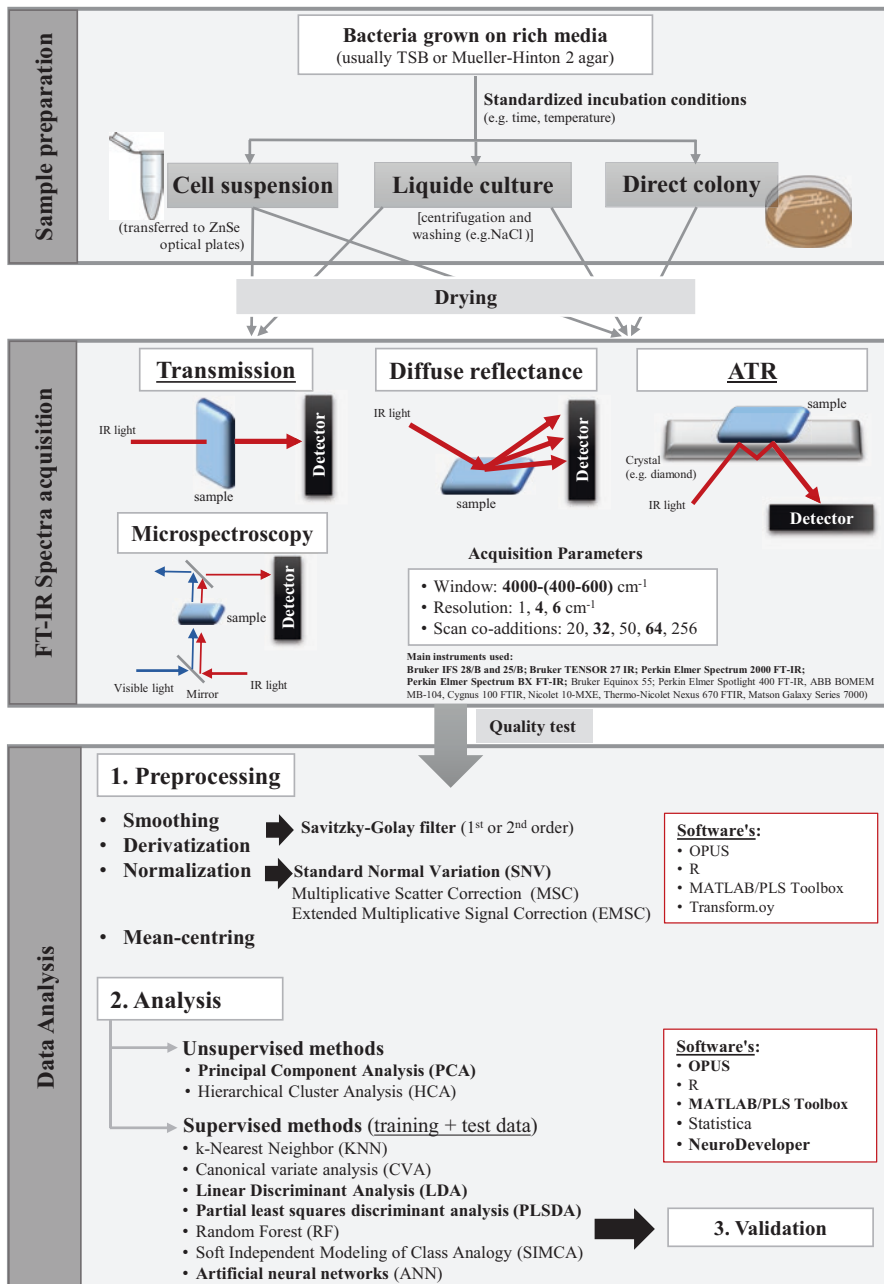 Sample preparation
Bacteria grown on rich media
(usually TSB or Mueller-Hinton 2 agar)
Standardized incubation conditions
(e.g. time, temperature)
Cell suspension
Liquide culture
Direct colony
(transferred to ZnSe
optical plates)
[centrifugation and
washing (e.g.NaCl)]
Drying
FT-IR Spectra acquisition
Transmission
Diffuse reflectance
ATR
IR light
sample
Detector
IR light
sample
Detector
sample
Crystal
(e.g. diamond)
IR light
Detector
Microspectroscopy
sample
Detector
Visible light
Mirror
IR light
Acquisition Parameters
• Window: 4000-(400-600) cm⁻¹
• Resolution: 1, 4, 6 cm⁻¹
• Scan co-additions: 20, 32, 50, 64, 256
Main instruments used:
Bruker IFS 28/B and 25/B; Bruker TENSOR 27 IR; Perkin Elmer Spectrum 2000 FT-IR;
Perkin Elmer Spectrum BX FT-IR; Bruker Equinox 55; Perkin Elmer Spotlight 400 FT-IR, ABB BOMEM
MB-104, Cygnus 100 FTIR, Nicolet 10-MXE, Thermo-Nicolet Nexus 670 FTIR, Matson Galaxy Series 7000)
Quality test
Data Analysis
1. Preprocessing
• Smoothing
• Derivatization
• Normalization
Savitzky-Golay filter (1st or 2nd order)
Standard Normal Variation (SNV)
Multiplicative Scatter Correction (MSC)
Extended Multiplicative Signal Correction (EMSC)
• Mean-centring
Software's:
• OPUS
• R
• MATLAB/PLS Toolbox
• Transform.oy
2. Analysis
Unsupervised methods
• Principal Component Analysis (PCA)
• Hierarchical Cluster Analysis (HCA)
Supervised methods (training + test data)
• k-Nearest Neighbor (KNN)
• Canonical variate analysis (CVA)
• Linear Discriminant Analysis (LDA)
• Partial least squares discriminant analysis (PLSDA)
• Random Forest (RF)
• Soft Independent Modeling of Class Analogy (SIMCA)
• Artificial neural networks (ANN)
Software's:
• OPUS
• R
• MATLAB/PLS Toolbox
• Statistica
• NeuroDeveloper
3. Validation